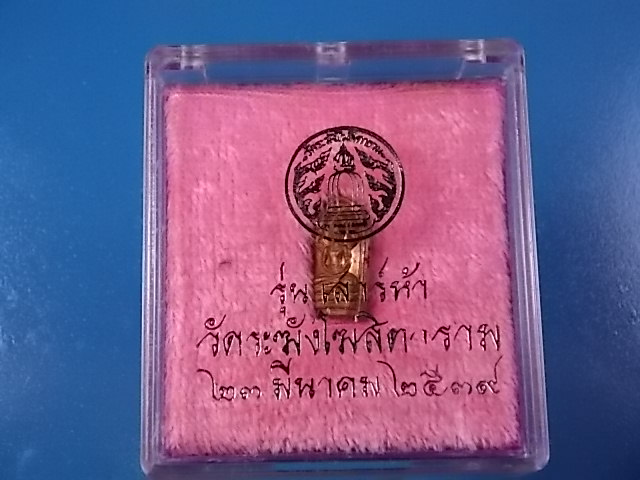 รุ่น เสาร์ห้า
วัดระฆังโฆสิตาราม
๒๓ มีนาคม ๒๕๓๙